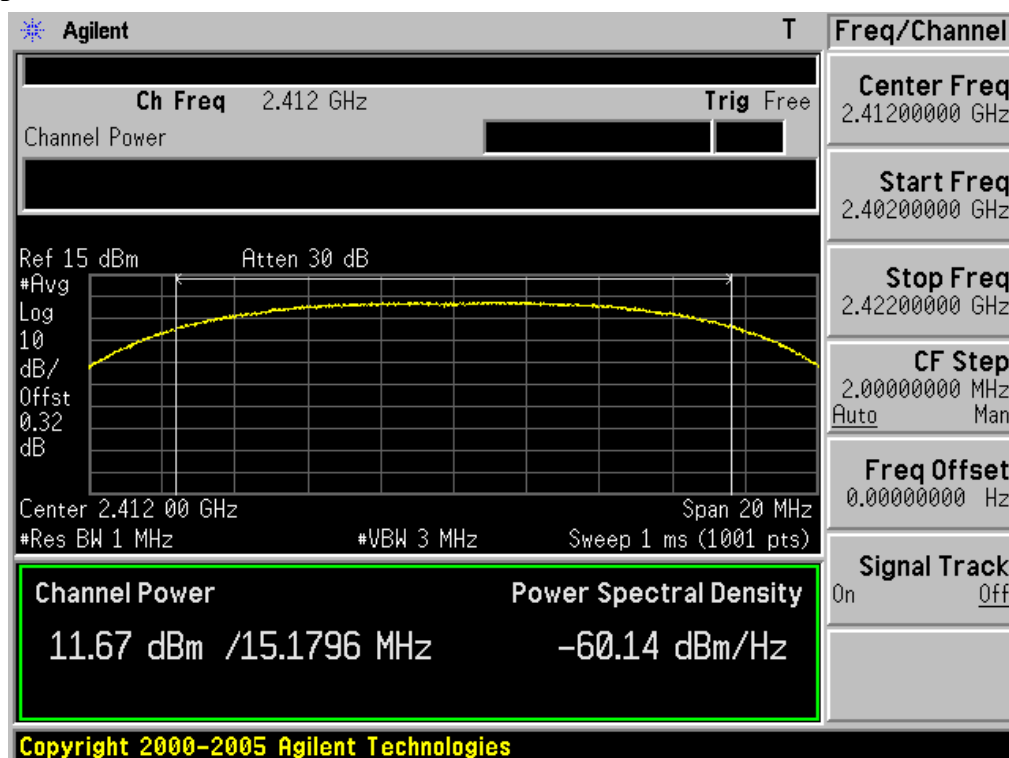 Agilent T Freq/Channel
Ch Freq 2.412 GHz Trig Free
Channel Power
Center Freq
2.41200000 GHz
Start Freq
2.40200000 GHz
Stop Freq
2.42200000 GHz
CF Step
2.00000000 MHz
Auto Man
Freq Offset
0.00000000 Hz
Signal Track
On Off
Ref 15 dBm Atten 30 dB
#Avg
Log
10
dB/
Offst
0.32
dB
Center 2.412 00 GHz Span 20 MHz
#Res BW 1 MHz #VBW 3 MHz Sweep 1 ms (1001 pts)
Channel Power Power Spectral Density
11.67 dBm /15.1796 MHz -60.14 dBm/Hz
Copyright 2000-2005 Agilent Technologies